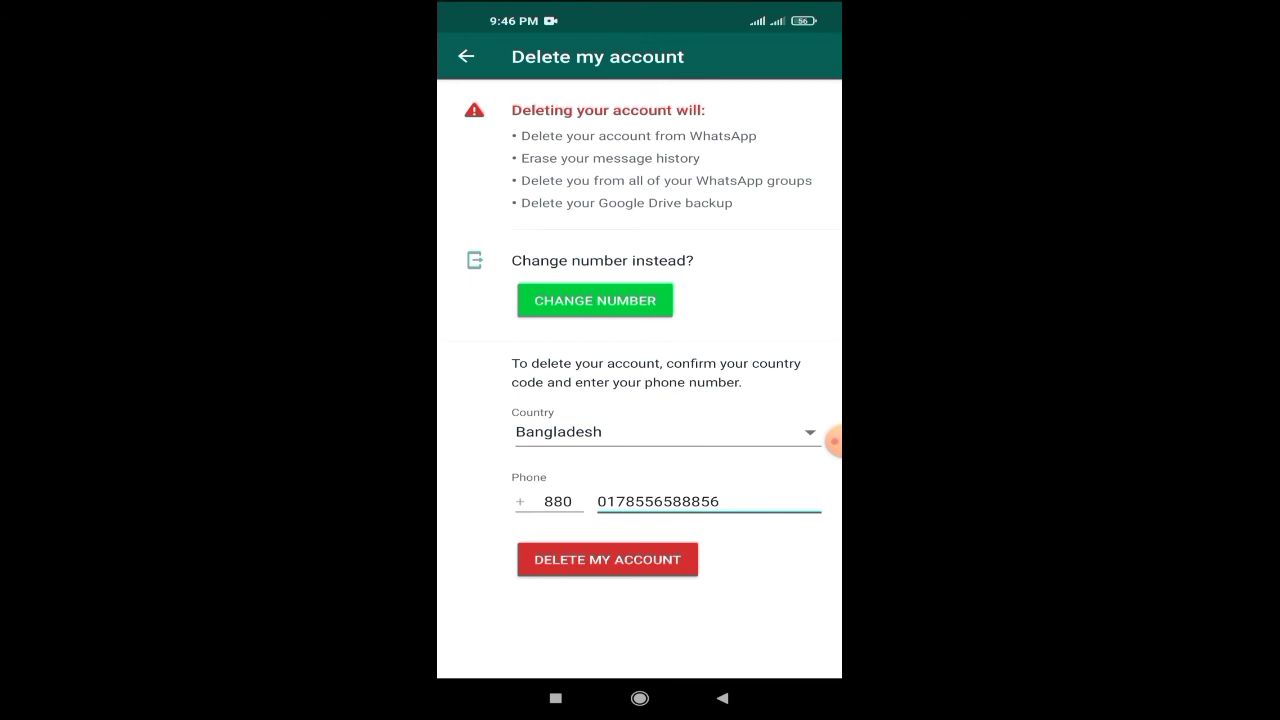 9:46 PM
56
Delete my account
Deleting your account will:
• Delete your account from WhatsApp
• Erase your message history
• Delete you from all of your WhatsApp groups
• Delete your Google Drive backup
Change number instead?
CHANGE NUMBER
To delete your account, confirm your country
code and enter your phone number.
Country
Bangladesh
Phone
+ 880 0178556588856
DELETE MY ACCOUNT